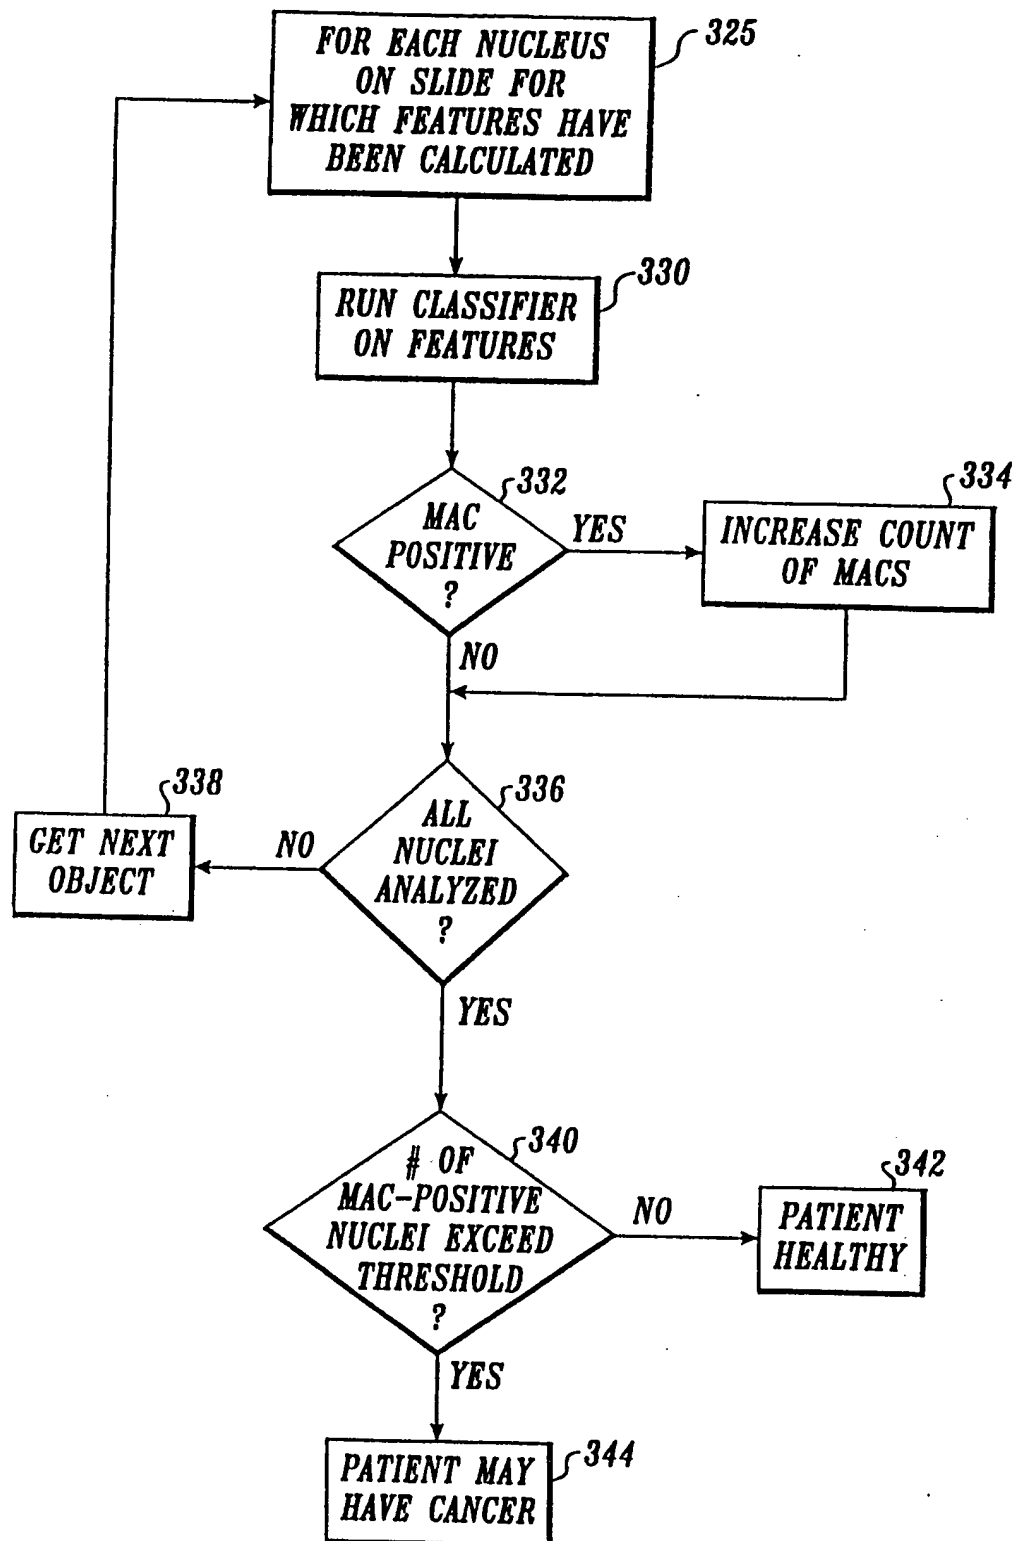 FOR EACH NUCLEUS
ON SLIDE FOR
WHICH FEATURES HAVE
BEEN CALCULATED
325
RUN CLASSIFIER
ON FEATURES
330
MAC
POSITIVE
?
332
YES
INCREASE COUNT
OF MACS
334
NO
ALL
NUCLEI
ANALYZED
?
336
NO
GET NEXT
OBJECT
338
YES
# OF
MAC-POSITIVE
NUCLEI EXCEED
THRESHOLD
?
340
NO
PATIENT
HEALTHY
342
YES
PATIENT MAY
HAVE CANCER
344